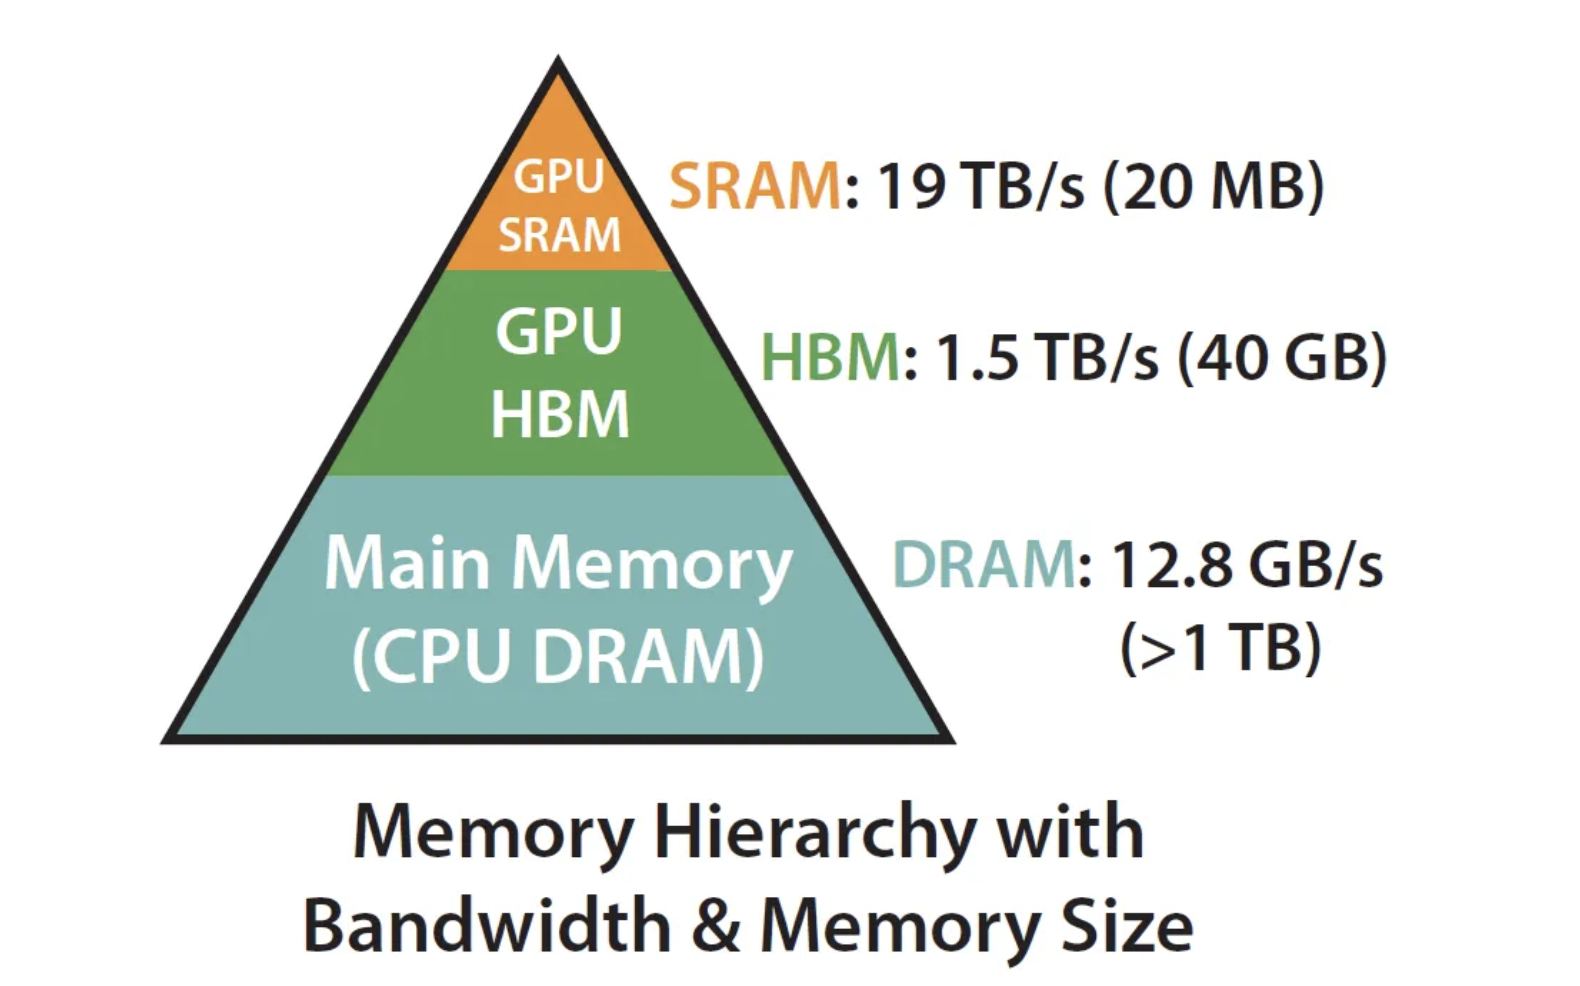 GPU
SRAM
SRAM: 19 TB/s (20 MB)
GPU
HBM
HBM: 1.5 TB/s (40 GB)
Main Memory
(CPU DRAM)
DRAM: 12.8 GB/s
(>1 TB)
Memory Hierarchy with
Bandwidth & Memory Size